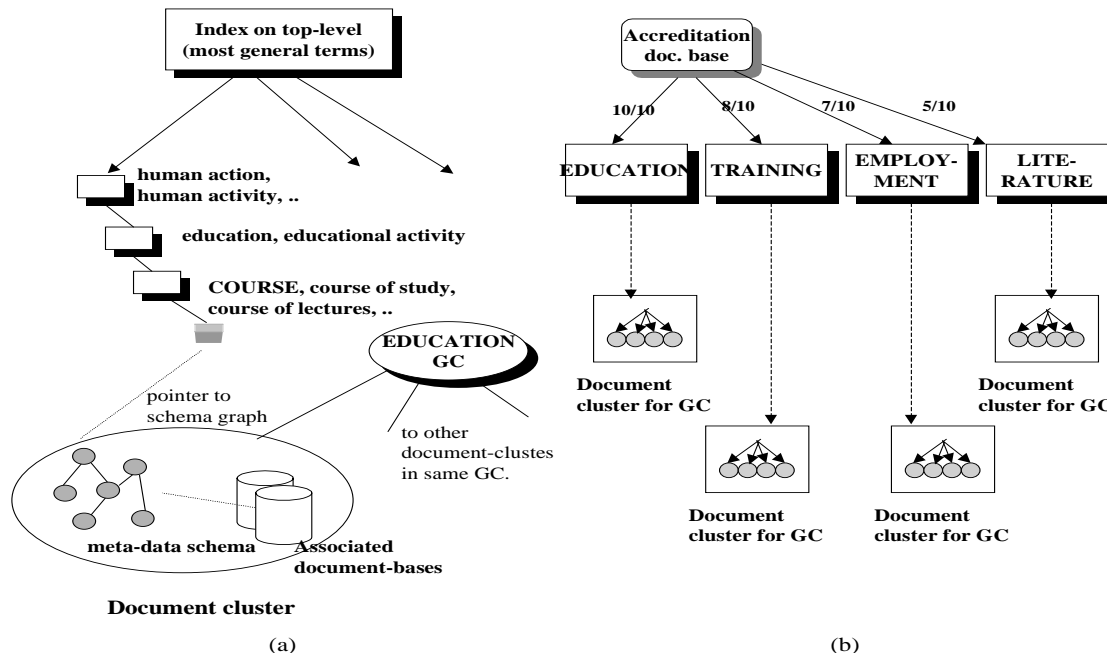 Index on top-level
(most general terms)
human action,
human activity, ..
education, educational activity
COURSE, course of study,
course of lectures, ..
EDUCATION
GC
pointer to
schema graph
to other
document-clustes
in same GC.
meta-data schema
Associated
document-bases
Document cluster
(a)
Accreditation
doc. base
10/10
8/10
7/10
5/10
EDUCATION
TRAINING
EMPLOY-
MENT
LITE-
RATURE
Document
cluster for GC
Document
cluster for GC
Document
cluster for GC
Document
cluster for GC
(b)